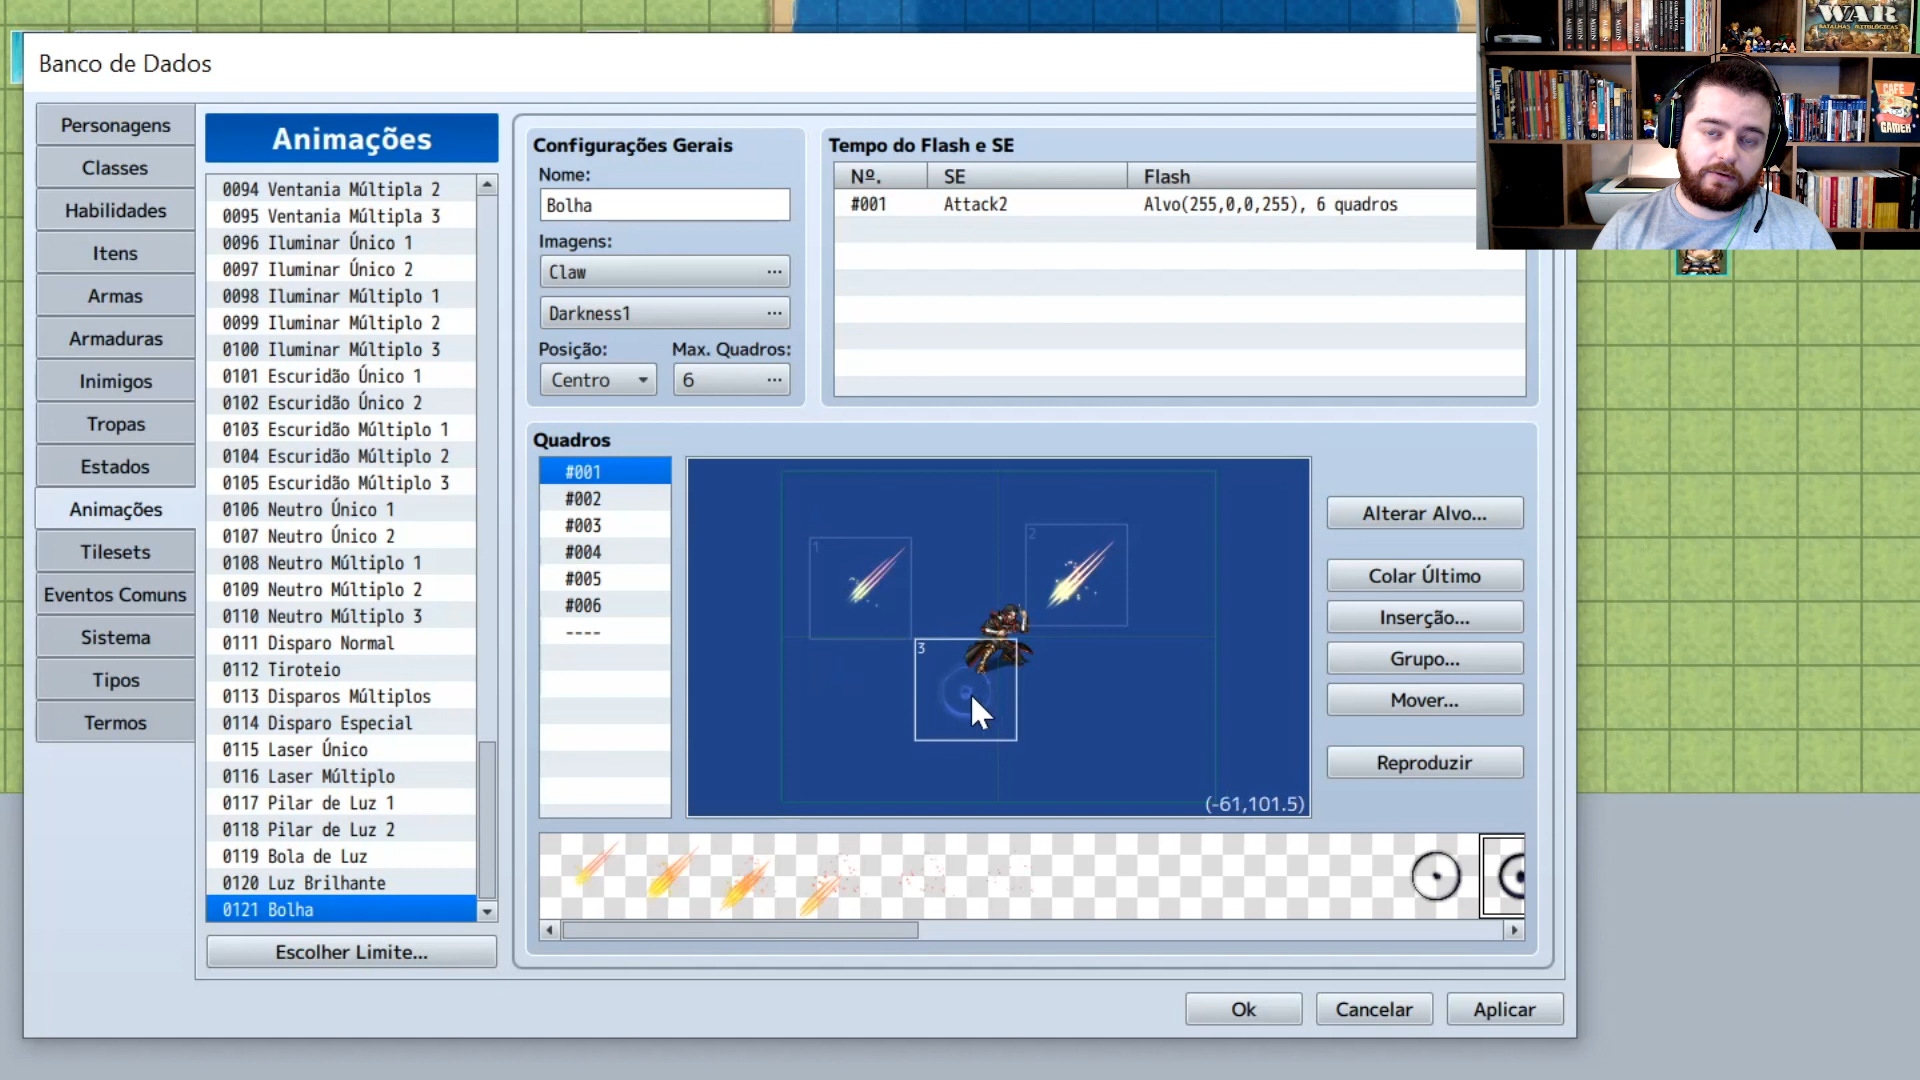 Banco de Dados
Personagens
Classes
Habilidades
Itens
Armas
Armaduras
Inimigos
Tropas
Estados
Animações
Tilesets
Eventos Comuns
Sistema
Tipos
Termos
Animações
0094 Ventania Múltipla 2
0095 Ventania Múltipla 3
0096 Iluminar Único 1
0097 Iluminar Único 2
0098 Iluminar Múltiplo 1
0099 Iluminar Múltiplo 2
0100 Iluminar Múltiplo 3
0101 Escuridão Único 1
0102 Escuridão Único 2
0103 Escuridão Múltiplo 1
0104 Escuridão Múltiplo 2
0105 Escuridão Múltiplo 3
0106 Neutro Único 1
0107 Neutro Único 2
0108 Neutro Múltiplo 1
0109 Neutro Múltiplo 2
0110 Neutro Múltiplo 3
0111 Disparo Normal
0112 Tiroteio
0113 Disparos Múltiplos
0114 Disparo Especial
0115 Laser Único
0116 Laser Múltiplo
0117 Pilar de Luz 1
0118 Pilar de Luz 2
0119 Bola de Luz
0120 Luz Brilhante
0121 Bolha
Escolher Limite...
Configurações Gerais
Nome:
Bolha
Imagens:
Claw ...
Darkness1 ...
Posição: Max. Quadros:
Centro 6 ...
Tempo do Flash e SE
Nº. SE Flash
#001 Attack2 Alvo(255,0,0,255), 6 quadros
Quadros
#001
#002
#003
#004
#005
#006
----
1
2
3
(-61,101.5)
Alterar Alvo...
Colar Último
Inserção...
Grupo...
Mover...
Reproduzir
Ok Cancelar Aplicar
WAR
BATALHAS MITOLÓGICAS
CAFÉ
GAMER